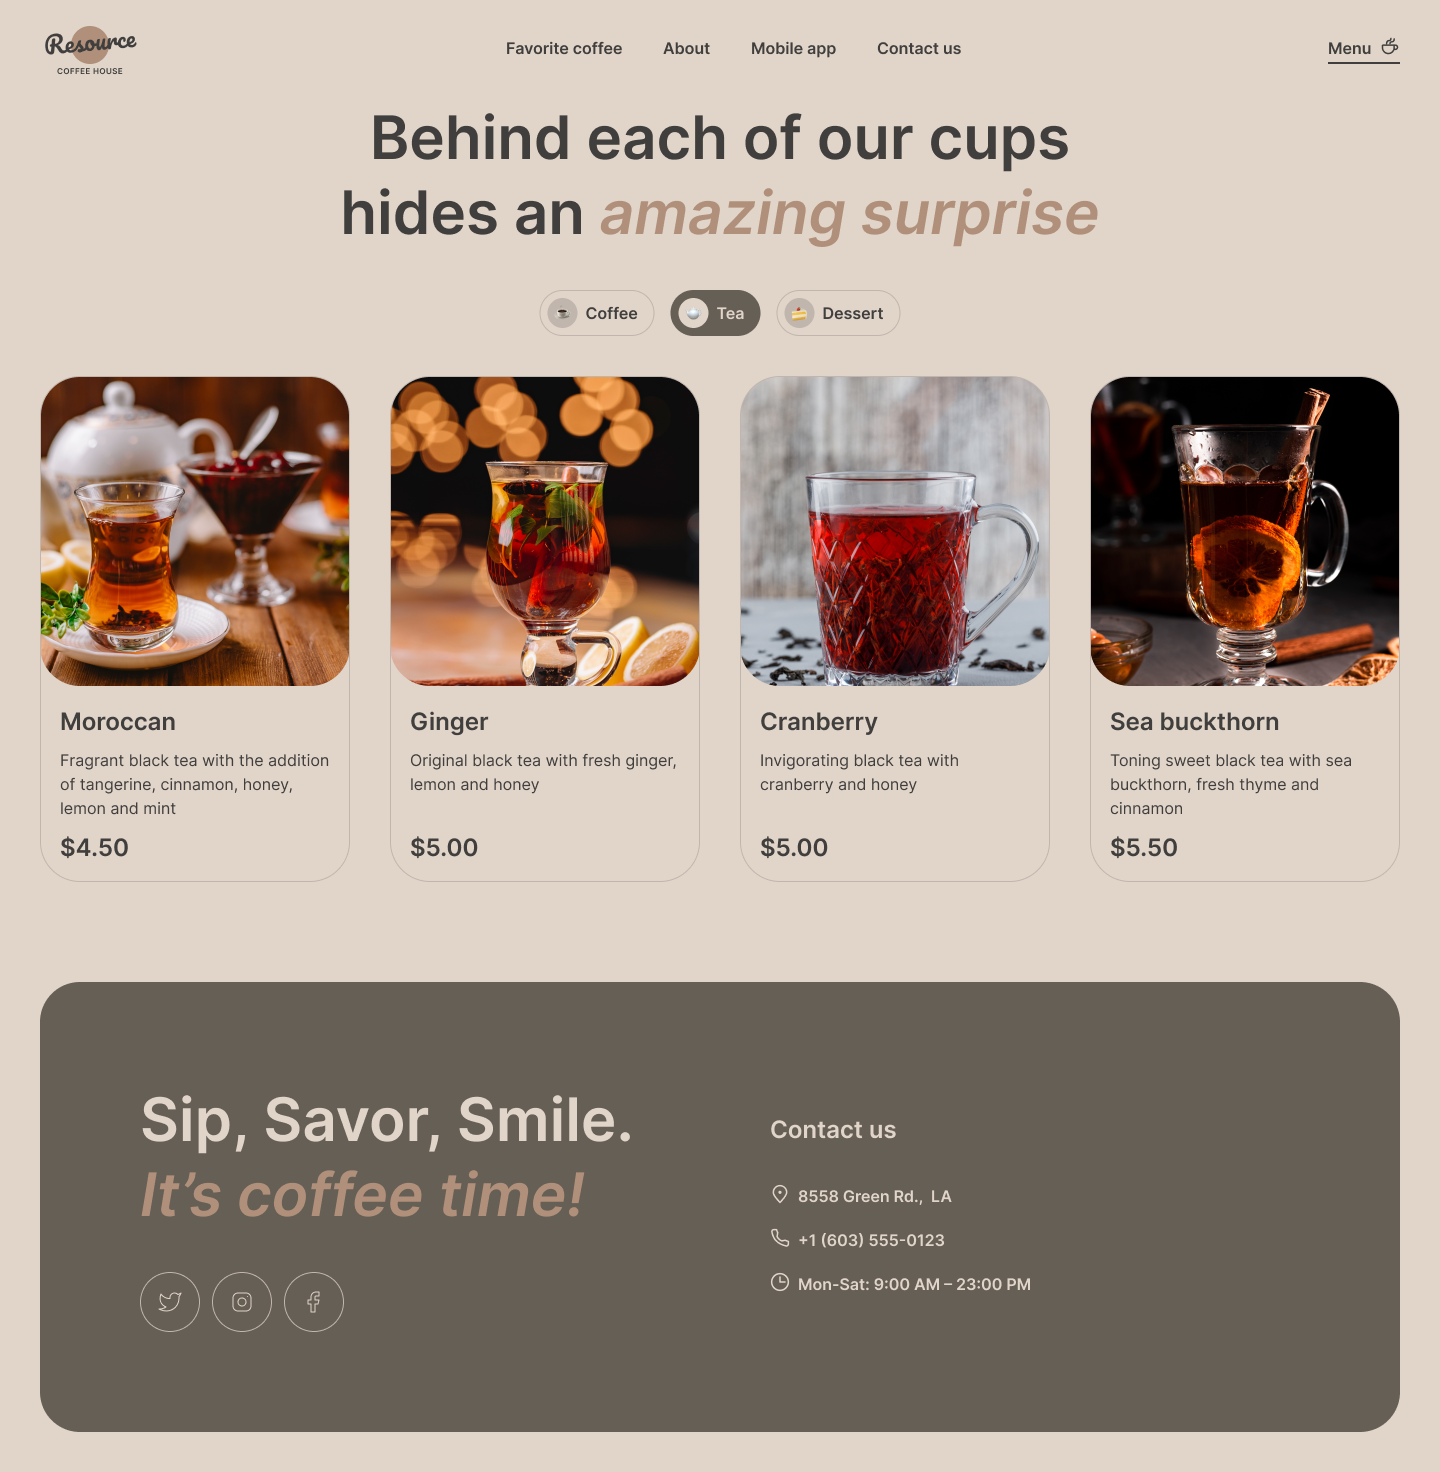 Resource
COFFEE HOUSE
Favorite coffee
About
Mobile app
Contact us
Menu
Behind each of our cups
hides an amazing surprise
Coffee
Tea
Dessert
Moroccan
Fragrant black tea with the addition
of tangerine, cinnamon, honey,
lemon and mint
$4.50
Ginger
Original black tea with fresh ginger,
lemon and honey
$5.00
Cranberry
Invigorating black tea with
cranberry and honey
$5.00
Sea buckthorn
Toning sweet black tea with sea
buckthorn, fresh thyme and
cinnamon
$5.50
Sip, Savor, Smile.
It’s coffee time!
Contact us
8558 Green Rd., LA
+1 (603) 555-0123
Mon-Sat: 9:00 AM – 23:00 PM